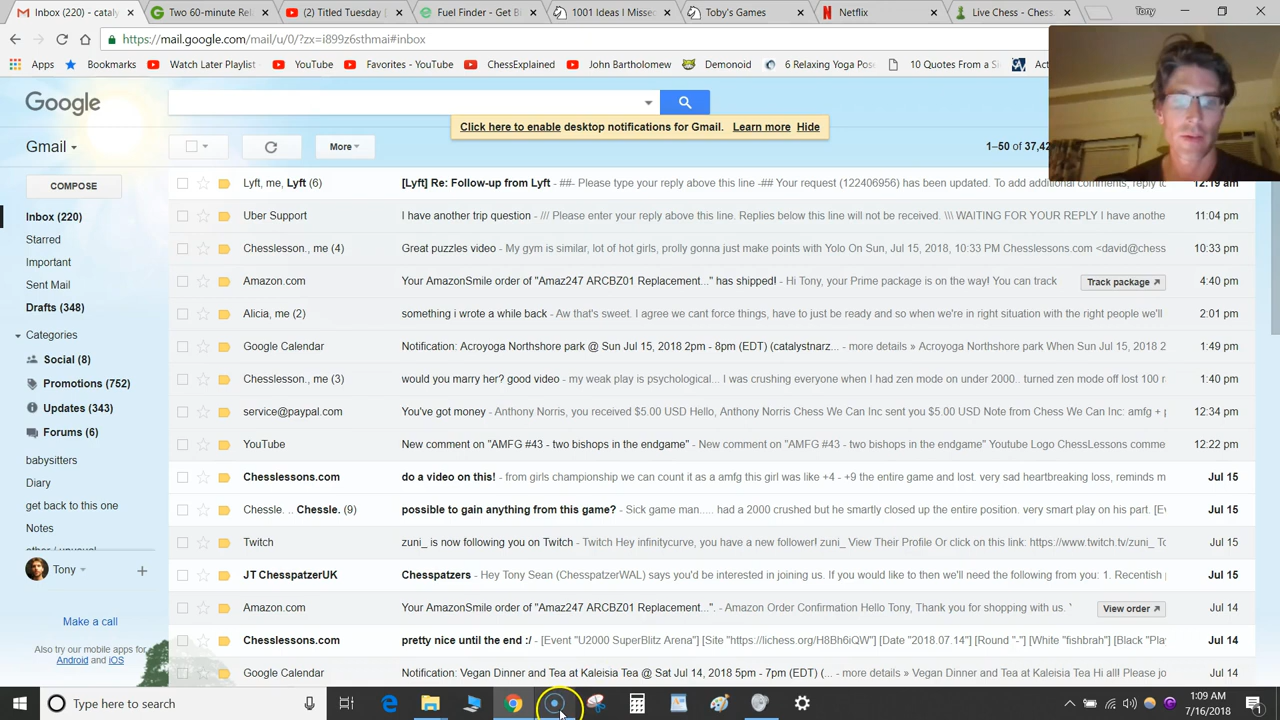 Inbox (220) - cataly
Two 60-minute Rel
(2) Titled Tuesday
Fuel Finder - Get B
1001 Ideas I Missed
Toby's Games
Netflix
Live Chess - Chess
Tony
https://mail.google.com/mail/u/0/?zx=i899z6sthmai#inbox
Apps
Bookmarks
Watch Later Playlist
YouTube
Favorites - YouTube
ChessExplained
John Bartholomew
Demonoid
6 Relaxing Yoga Pose
10 Quotes From a S
Google
Click here to enable desktop notifications for Gmail. Learn more Hide
Gmail
More
1–50 of 37,42
COMPOSE
Inbox (220)
Starred
Important
Sent Mail
Drafts (348)
Categories
Social (8)
Promotions (752)
Updates (343)
Forums (6)
babysitters
Diary
get back to this one
Notes
other / unusual
Tony
Make a call
Also try our mobile apps for
Android and iOS
Lyft, me, Lyft (6) [Lyft] Re: Follow-up from Lyft - ##- Please type your reply above this line -## Your request (122406956) has been updated. To add additional comments, reply to 12:19 am
Uber Support I have another trip question - /// Please enter your reply above this line. Replies below this line will not be received. \\\ WAITING FOR YOUR REPLY I have anothe 11:04 pm
Chesslesson., me (4) Great puzzles video - My gym is similar, lot of hot girls, prolly gonna just make points with Yolo On Sun, Jul 15, 2018, 10:33 PM Chesslessons.com <david@chess 10:33 pm
Amazon.com Your AmazonSmile order of "Amaz247 ARCBZ01 Replacement..." has shipped! - Hi Tony, your Prime package is on the way! You can track Track package 4:40 pm
Alicia, me (2) something i wrote a while back - Aw that's sweet. I agree we cant force things, have to just be ready and so when we're in right situation with the right people we'll 2:01 pm
Google Calendar Notification: Acroyoga Northshore park @ Sun Jul 15, 2018 2pm - 8pm (EDT) (catalystnarz... - more details » Acroyoga Northshore park Sun Jul 15, 2018 2 1:49 pm
Chesslesson., me (3) would you marry her? good video - my weak play is psychological... I was crushing everyone when I had zen mode on under 2000.. turned zen mode off lost 100 r 1:40 pm
service@paypal.com You've got money - Anthony Norris, you received $5.00 USD Hello, Anthony Norris Chess We Can Inc sent you $5.00 USD Note from Chess We Can Inc: amfg + p 12:34 pm
YouTube New comment on "AMFG #43 - two bishops in the endgame" - New comment on "AMFG #43 - two bishops in the endgame" Youtube Logo ChessLessons comme 12:22 pm
Chesslessons.com do a video on this! - from girls championship we can count it as a amfg this girl was like +4 - +9 the entire game and lost. very sad heartbreaking loss, reminds m Jul 15
Chessle. .. Chessle. (9) possible to gain anything from this game? - Sick game man..... had a 2000 crushed but he smartly closed up the entire position. very smart play on his part. [Ev Jul 15
Twitch zuni_ is now following you on Twitch - Twitch Hey infinitycurve, you have a new follower! zuni_ View Their Profile Or click on this link: https://www.twitch.tv/zuni_ To Jul 15
JT ChesspatzerUK Chesspatzers - Hey Tony Sean (ChesspatzerWAL) says you'd be interested in joining us. If you would like to then we'll need the following from you: 1. Recentish Jul 15
Amazon.com Your AmazonSmile order of "Amaz247 ARCBZ01 Replacement...". - Amazon Order Confirmation Hello Tony, Thank you for shopping with us. View order Jul 14
Chesslessons.com pretty nice until the end :/ - [Event "U2000 SuperBlitz Arena"] [Site "https://lichess.org/H8Bh6iQW"] [Date "2018.07.14"] [Round "-"] [White "fishbrah"] [Black "Pla Jul 14
Google Calendar Notification: Vegan Dinner and Tea at Kaleisia Tea @ Sat Jul 14, 2018 5pm - 7pm (EDT) - more details » Vegan Dinner and Tea at Kaleisia Tea Hi all! Please Jul 14
Type here to search
1:09 AM
7/16/2018